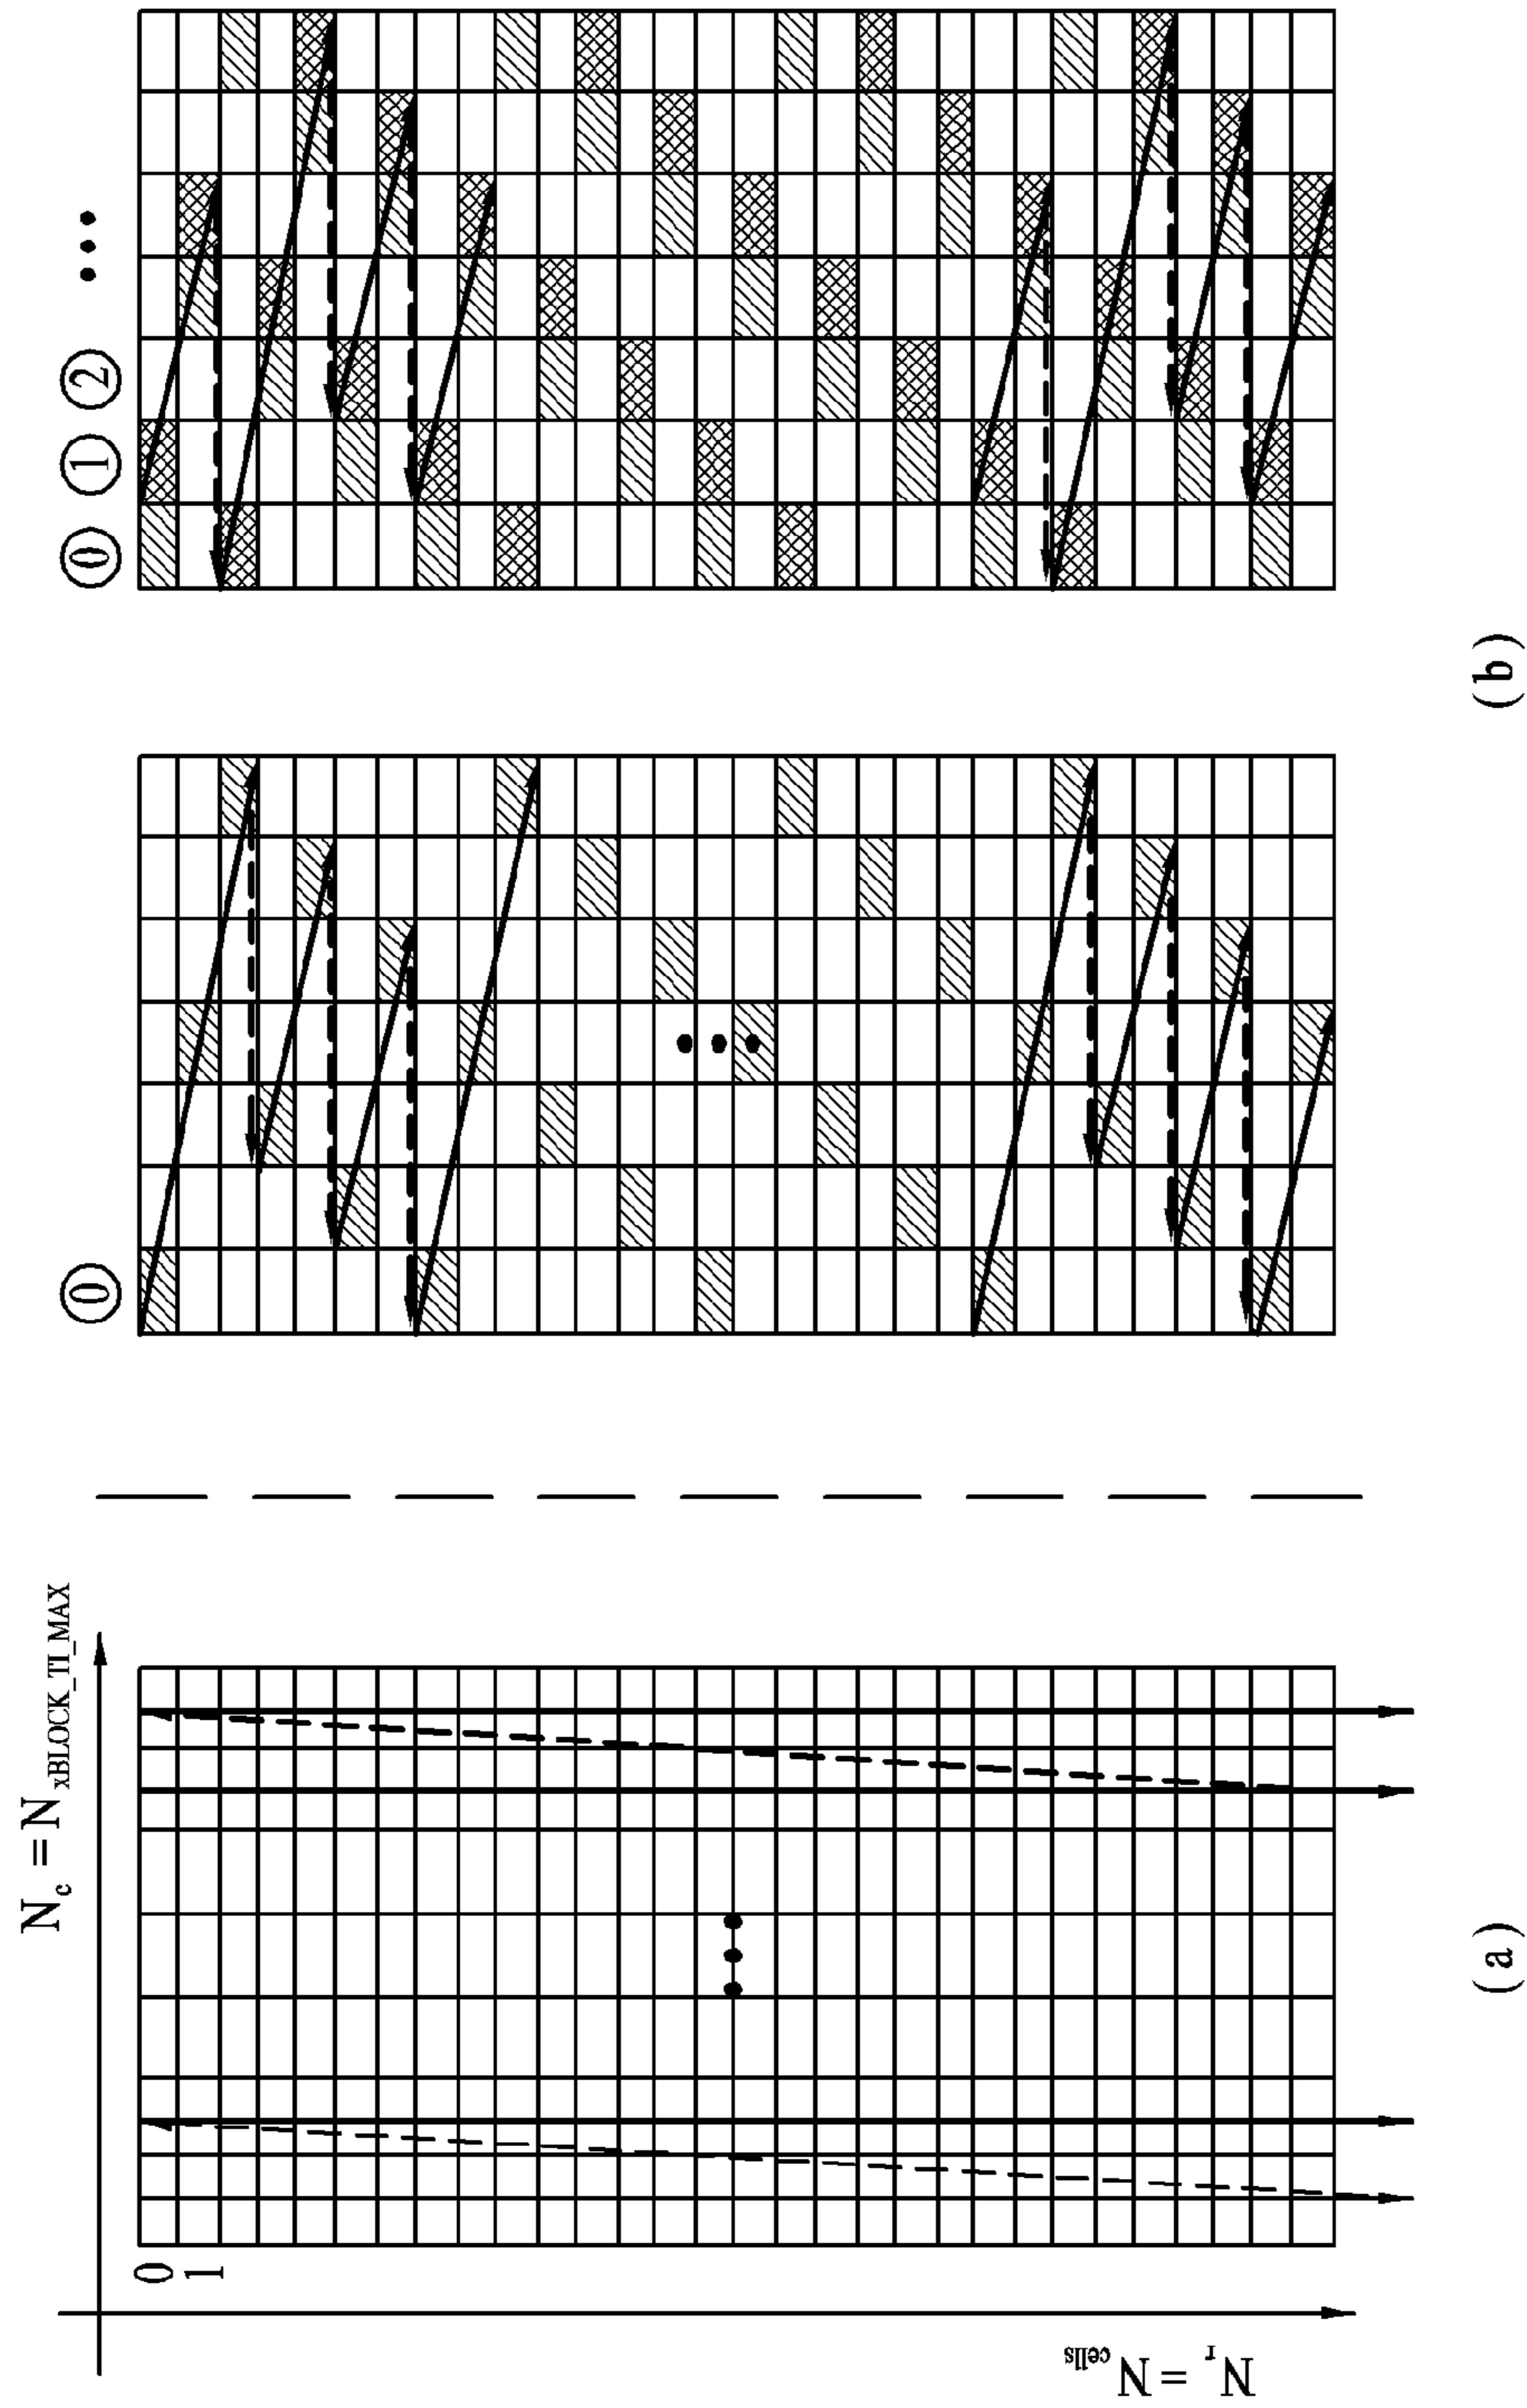 N_c = N_xBLOCK_TI_MAX
0
1
N_r = N_cells
(a)
0
0 1 2 •••
(b)